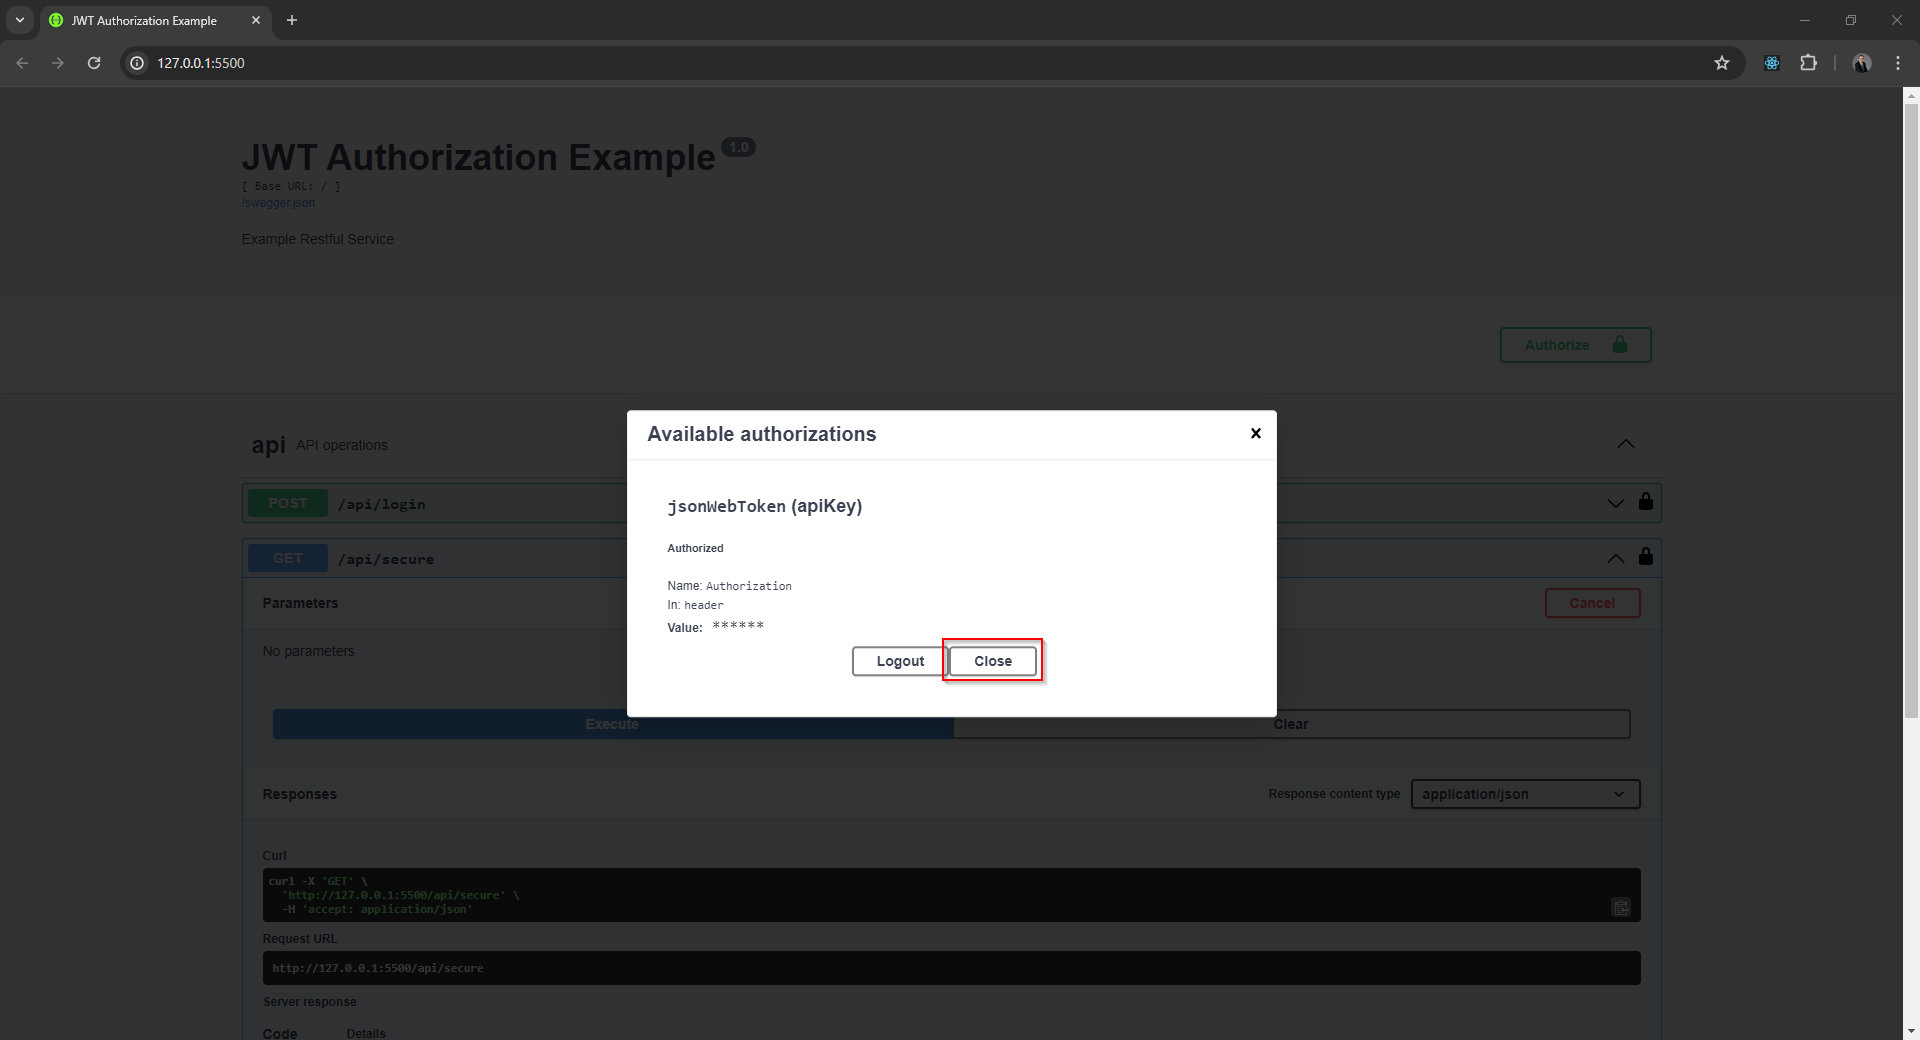 JWT Authorization Example
127.0.0.1:5500
JWT Authorization Example 1.0
[ Base URL: / ]
/swagger.json
Example Restful Service
Authorize
api API operations
POST /api/login
GET /api/secure
Parameters
Cancel
No parameters
Available authorizations
jsonWebToken (apiKey)
Authorized
Name: Authorization
In: header
Value: ******
Logout Close
Execute Clear
Responses
Response content type application/json
Curl
curl -X 'GET' \
'http://127.0.0.1:5500/api/secure' \
-H 'accept: application/json'
Request URL
http://127.0.0.1:5500/api/secure
Server response
Code Details